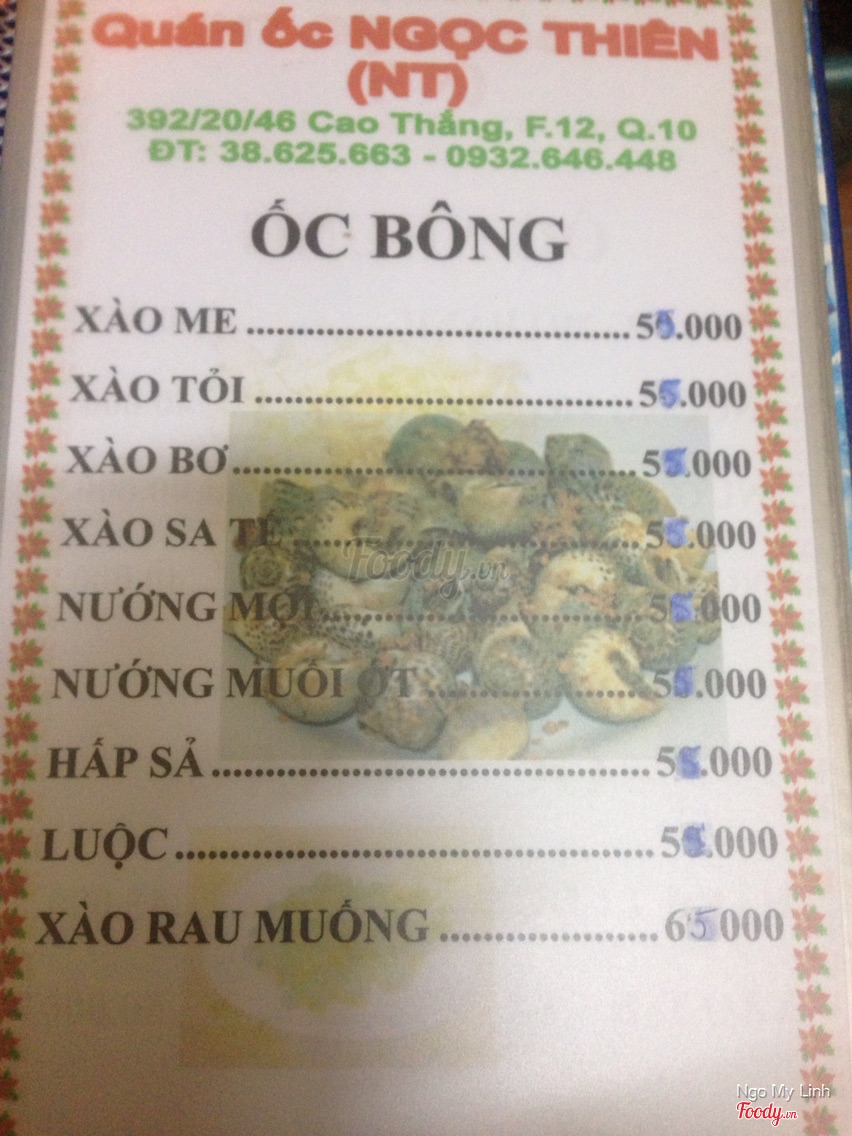 Quán ốc NGỌC THIÊN
(NT)
392/20/46 Cao Thắng, F.12, Q.10
ĐT: 38.625.663 - 0932.646.448
ỐC BÔNG
XÀO ME 55.000
XÀO TỎI 55.000
XÀO BƠ 55.000
XÀO SA TẾ 55.000
NƯỚNG MỌI 55.000
NƯỚNG MUỐI ỚT 55.000
HẤP SẢ 55.000
LUỘC 55.000
XÀO RAU MUỐNG 65000
Foody.vn
Ngo My Linh
Foody.vn